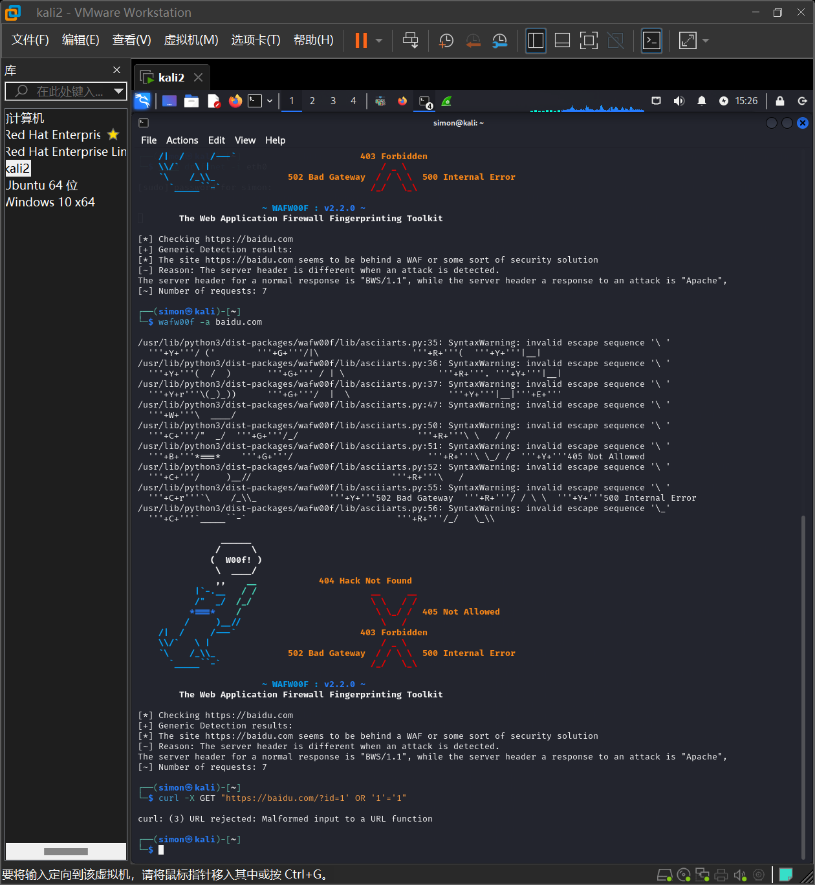 kali2 - VMware Workstation
文件(F) 编辑(E) 查看(V) 虚拟机(M) 选项卡(T) 帮助(H)
库
在此处键入...
kali2
计算机
Red Hat Enterpris
Red Hat Enterprise Lin
kali2
Ubuntu 64 位
Windows 10 x64
1 2 3 4
4
15:26
simon@kali: ~
File Actions Edit View Help
403 Forbidden
502 Bad Gateway 500 Internal Error
~ WAFW00F : v2.2.0 ~
The Web Application Firewall Fingerprinting Toolkit
[*] Checking https://baidu.com
[+] Generic Detection results:
[*] The site https://baidu.com seems to be behind a WAF or some sort of security solution
[~] Reason: The server header is different when an attack is detected.
The server header for a normal response is "BWS/1.1", while the server header a response to an attack is "Apache",
[~] Number of requests: 7
┌──(simon㉿kali)-[~]
└─$ wafw00f -a baidu.com
/usr/lib/python3/dist-packages/wafw00f/lib/asciiarts.py:35: SyntaxWarning: invalid escape sequence '\ '
'''+Y+'''/ (' '''+G+'''/|\ '''+R+'''( '''+Y+'''|__|
/usr/lib/python3/dist-packages/wafw00f/lib/asciiarts.py:36: SyntaxWarning: invalid escape sequence '\ '
'''+Y+'''( / ) '''+G+''' / | \ '''+R+'''. '''+Y+'''|__|
/usr/lib/python3/dist-packages/wafw00f/lib/asciiarts.py:37: SyntaxWarning: invalid escape sequence '\ '
'''+Y+r'''\(_)_)) '''+G+'''/ | \ '''+Y+'''|__|'''+E+'''
/usr/lib/python3/dist-packages/wafw00f/lib/asciiarts.py:47: SyntaxWarning: invalid escape sequence '\ '
'''+W+'''\ ____/
/usr/lib/python3/dist-packages/wafw00f/lib/asciiarts.py:50: SyntaxWarning: invalid escape sequence '\ '
'''+C+'''/" _/ '''+G+'''/_/ '''+R+'''\ \ / /
/usr/lib/python3/dist-packages/wafw00f/lib/asciiarts.py:51: SyntaxWarning: invalid escape sequence '\ '
'''+B+'''*===* '''+G+'''/ '''+R+'''\ \_/ / '''+Y+'''405 Not Allowed
/usr/lib/python3/dist-packages/wafw00f/lib/asciiarts.py:52: SyntaxWarning: invalid escape sequence '\ '
'''+C+'''/ )__// '''+R+'''\ /
/usr/lib/python3/dist-packages/wafw00f/lib/asciiarts.py:55: SyntaxWarning: invalid escape sequence '\ '
'''+C+r'''`\ /_\\_ '''+Y+'''502 Bad Gateway '''+R+'''/ / \ \ '''+Y+'''500 Internal Error
/usr/lib/python3/dist-packages/wafw00f/lib/asciiarts.py:56: SyntaxWarning: invalid escape sequence '\_'
'''+C+'''`_____``-` '''+R+'''/_/ \_\\
( W00f! )
404 Hack Not Found
405 Not Allowed
403 Forbidden
502 Bad Gateway 500 Internal Error
~ WAFW00F : v2.2.0 ~
The Web Application Firewall Fingerprinting Toolkit
[*] Checking https://baidu.com
[+] Generic Detection results:
[*] The site https://baidu.com seems to be behind a WAF or some sort of security solution
[~] Reason: The server header is different when an attack is detected.
The server header for a normal response is "BWS/1.1", while the server header a response to an attack is "Apache",
[~] Number of requests: 7
┌──(simon㉿kali)-[~]
└─$ curl -X GET "https://baidu.com/?id=1' OR '1'='1"
curl: (3) URL rejected: Malformed input to a URL function
┌──(simon㉿kali)-[~]
└─$
要将输入定向到该虚拟机，请将鼠标指针移入其中或按 Ctrl+G。